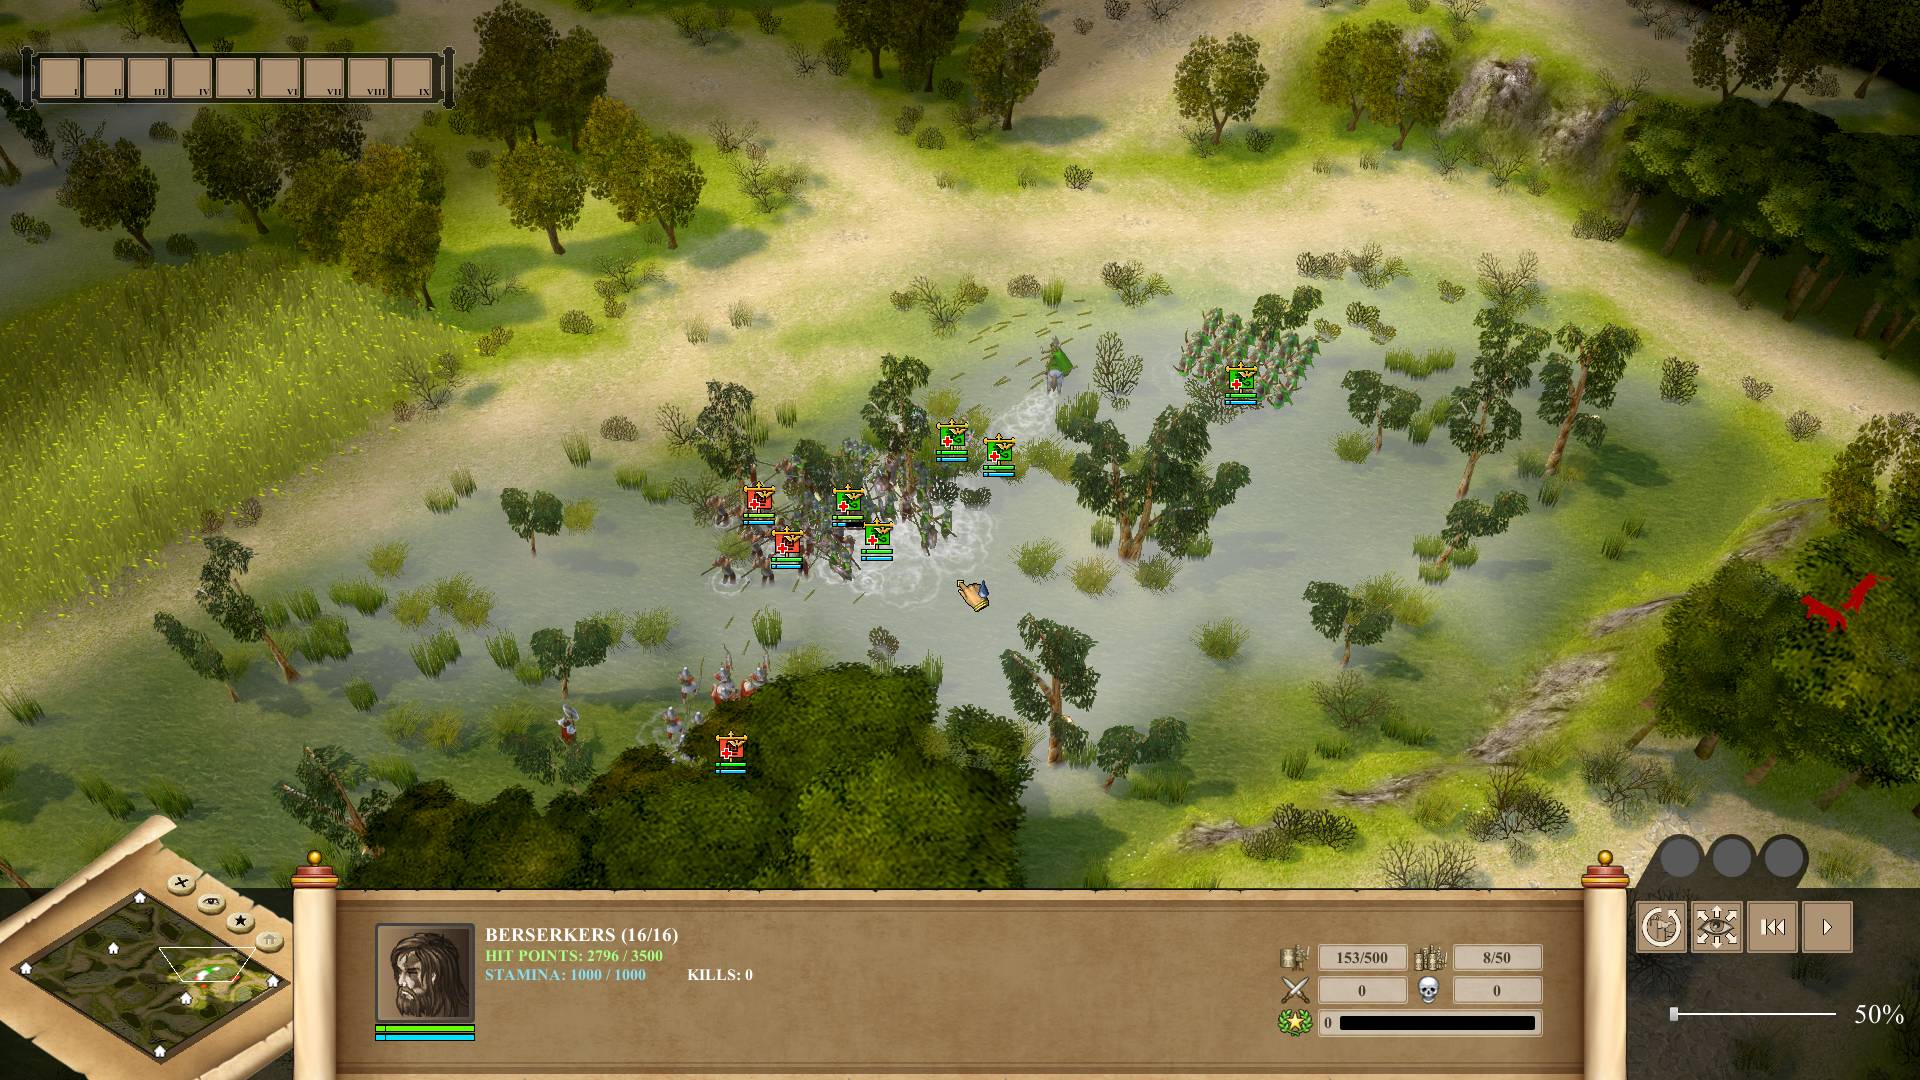 I II III IV V VI VII VIII IX
BERSERKERS (16/16)
HIT POINTS: 2796 / 3500
STAMINA: 1000 / 1000 KILLS: 0
153/500 8/50
0 0
0
50%